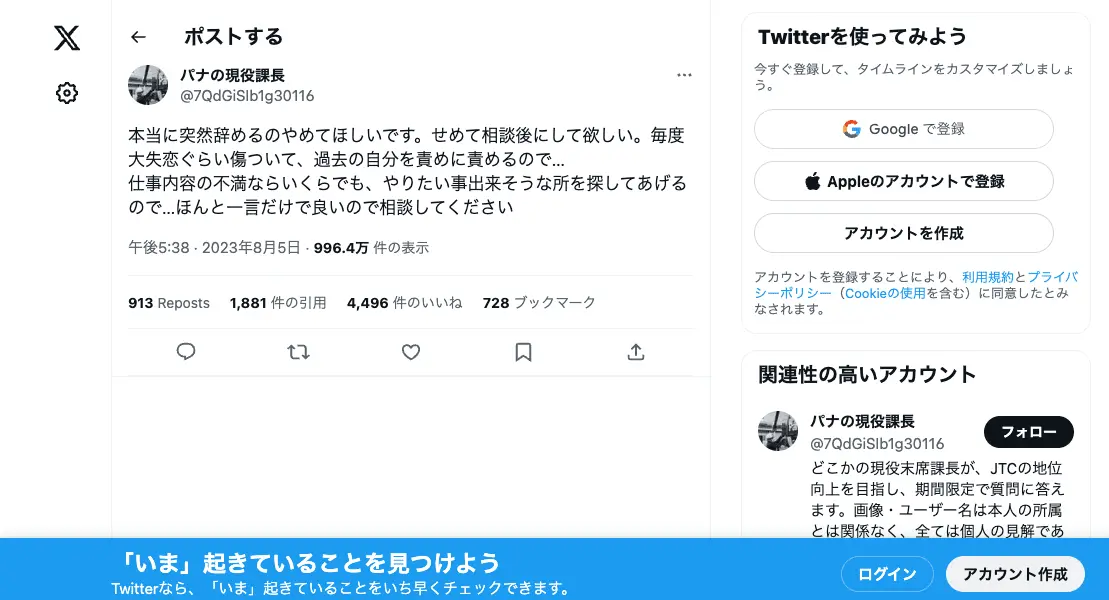 ポストする
パナの現役課長
@7QdGiSlb1g30116
本当に突然辞めるのやめてほしいです。せめて相談後にして欲しい。毎度
大失恋ぐらい傷ついて、過去の自分を責めに責めるので...
仕事内容の不満ならいくらでも、やりたい事出来そうな所を探してあげる
ので...ほんと一言だけで良いので相談してください
午後5:38 · 2023年8月5日 · 996.4万 件の表示
913 Reposts 1,881 件の引用 4,496 件のいいね 728 ブックマーク
Twitterを使ってみよう
今すぐ登録して、タイムラインをカスタマイズしましょ
う。
Google で登録
Appleのアカウントで登録
アカウントを作成
アカウントを登録することにより、利用規約とプライバ
シーポリシー（Cookieの使用を含む）に同意したとみ
なされます。
関連性の高いアカウント
パナの現役課長
@7QdGiSlb1g30116
フォロー
どこかの現役末席課長が、JTCの地位
向上を目指し、期間限定で質問に答え
ます。画像・ユーザー名は本人の所属
とは関係なく、全ては個人の見解であ
「いま」起きていることを見つけよう
Twitterなら、「いま」起きていることをいち早くチェックできます。
ログイン
アカウント作成